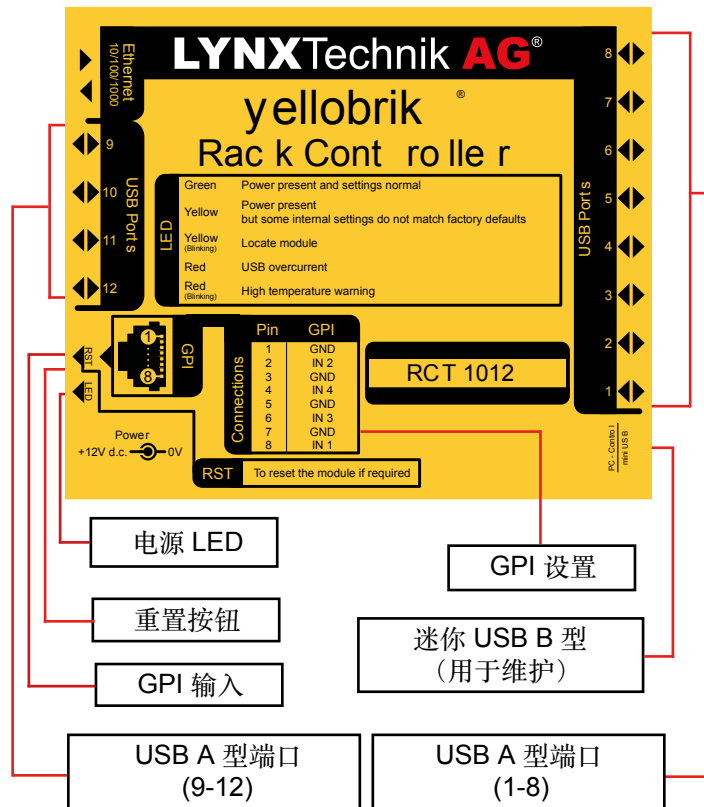 LYNXTechnik AG®
yellobrik ®
Rack Controller
Ethernet
10/100/1000
9
10
11
12
USB Ports
LED
Green Power present and settings normal
Yellow Power present
but some internal settings do not match factory defaults
Yellow
(Blinking) Locate module
Red USB overcurrent
Red
(Blinking) High temperature warning
8
7
6
5
4
3
2
1
USB Ports
RST
LED
1
8
GPI
Connections
Pin GPI
1 GND
2 IN 2
3 GND
4 IN 4
5 GND
6 IN 3
7 GND
8 IN 1
RCT 1012
Power
+12V d.c. 0V
RST To reset the module if required
PC - Control
mini USB
电源 LED
GPI 设置
重置按钮
迷你 USB B 型
（用于维护）
GPI 输入
USB A 型端口
(9-12)
USB A 型端口
(1-8)